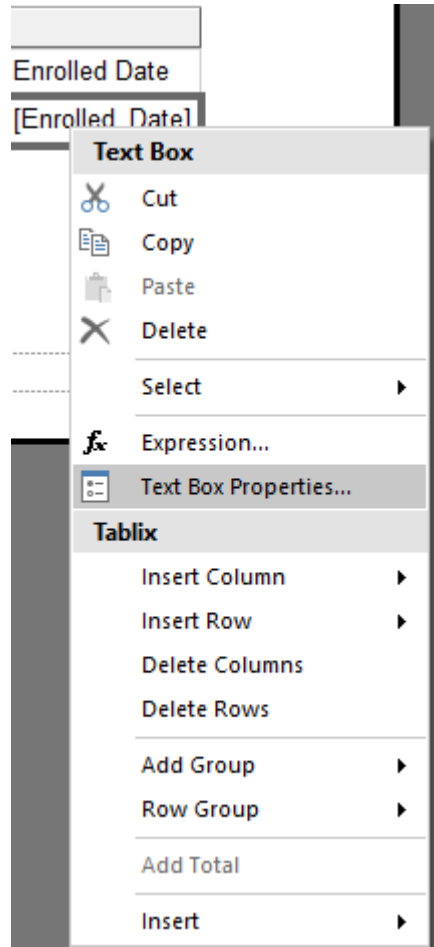 Enrolled Date
[Enrolled_Date]
Text Box
Cut
Copy
Paste
Delete
Select
fx Expression...
Text Box Properties...
Tablix
Insert Column
Insert Row
Delete Columns
Delete Rows
Add Group
Row Group
Add Total
Insert